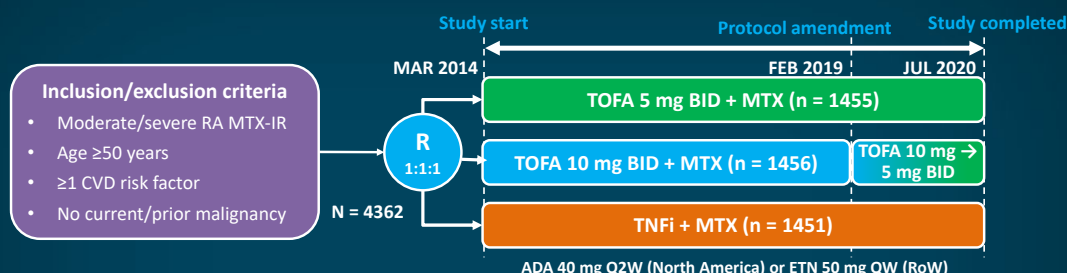 Study start
Protocol amendment
Study completed
MAR 2014
FEB 2019
JUL 2020
Inclusion/exclusion criteria
• Moderate/severe RA MTX-IR
• Age ≥50 years
• ≥1 CVD risk factor
• No current/prior malignancy
N = 4362
R
1:1:1
TOFA 5 mg BID + MTX (n = 1455)
TOFA 10 mg BID + MTX (n = 1456)
TOFA 10 mg →
5 mg BID
TNFi + MTX (n = 1451)
ADA 40 mg Q2W (North America) or ETN 50 mg QW (RoW)